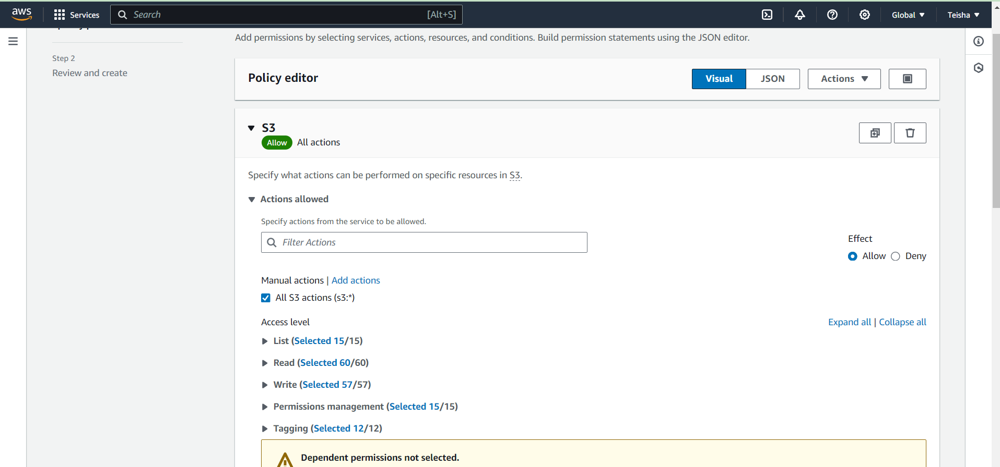 aws
Services
Search
[Alt+S]
Global
Teisha
Step 2
Review and create
Add permissions by selecting services, actions, resources, and conditions. Build permission statements using the JSON editor.
Policy editor
Visual
JSON
Actions
S3
Allow All actions
Specify what actions can be performed on specific resources in S3.
Actions allowed
Specify actions from the service to be allowed.
Filter Actions
Effect
Allow Deny
Manual actions | Add actions
All S3 actions (s3:*)
Access level
Expand all | Collapse all
List (Selected 15/15)
Read (Selected 60/60)
Write (Selected 57/57)
Permissions management (Selected 15/15)
Tagging (Selected 12/12)
Dependent permissions not selected.